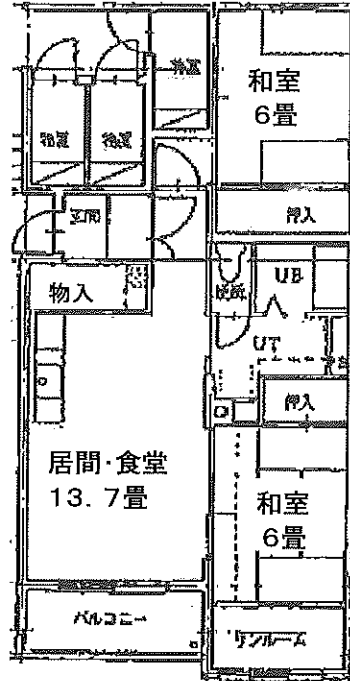 物置
和室
6畳
物置
物置
押入
玄関
物入
便所
UB
UT
押入
居間・食堂
13.7畳
和室
6畳
バルコニー
サンルーム